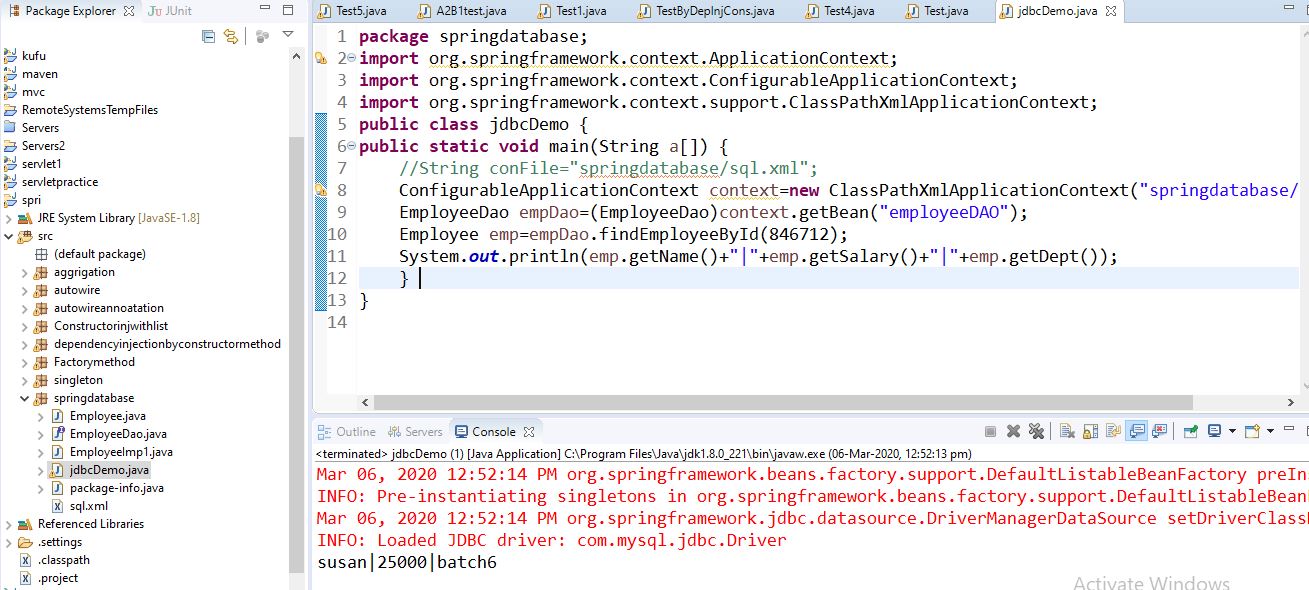 Package Explorer
JUnit
Test5.java
A2B1test.java
Test1.java
TestByDepInjCons.java
Test4.java
Test.java
jdbcDemo.java
kufu
maven
mvc
RemoteSystemsTempFiles
Servers
Servers2
servlet1
servletpractice
spri
JRE System Library [JavaSE-1.8]
src
(default package)
aggrigation
autowire
autowireannoatation
Constructorinjwithlist
dependencyinjectionbyconstructormethod
Factorymethod
singleton
springdatabase
Employee.java
EmployeeDao.java
EmployeeImp1.java
jdbcDemo.java
package-info.java
sql.xml
Referenced Libraries
.settings
.classpath
.project
1 package springdatabase;
2 import org.springframework.context.ApplicationContext;
3 import org.springframework.context.ConfigurableApplicationContext;
4 import org.springframework.context.support.ClassPathXmlApplicationContext;
5 public class jdbcDemo {
6 public static void main(String a[]) {
7 //String conFile="springdatabase/sql.xml";
8 ConfigurableApplicationContext context=new ClassPathXmlApplicationContext("springdatabase/
9 EmployeeDao empDao=(EmployeeDao)context.getBean("employeeDAO");
10 Employee emp=empDao.findEmployeeById(846712);
11 System.out.println(emp.getName()+"|"+emp.getSalary()+"|"+emp.getDept());
12 }
13 }
14
Outline
Servers
Console
<terminated> jdbcDemo (1) [Java Application] C:\Program Files\Java\jdk1.8.0_221\bin\javaw.exe (06-Mar-2020, 12:52:13 pm)
Mar 06, 2020 12:52:14 PM org.springframework.beans.factory.support.DefaultListableBeanFactory preIn
INFO: Pre-instantiating singletons in org.springframework.beans.factory.support.DefaultListableBean
Mar 06, 2020 12:52:14 PM org.springframework.jdbc.datasource.DriverManagerDataSource setDriverClass
INFO: Loaded JDBC driver: com.mysql.jdbc.Driver
susan|25000|batch6
Activate Windows